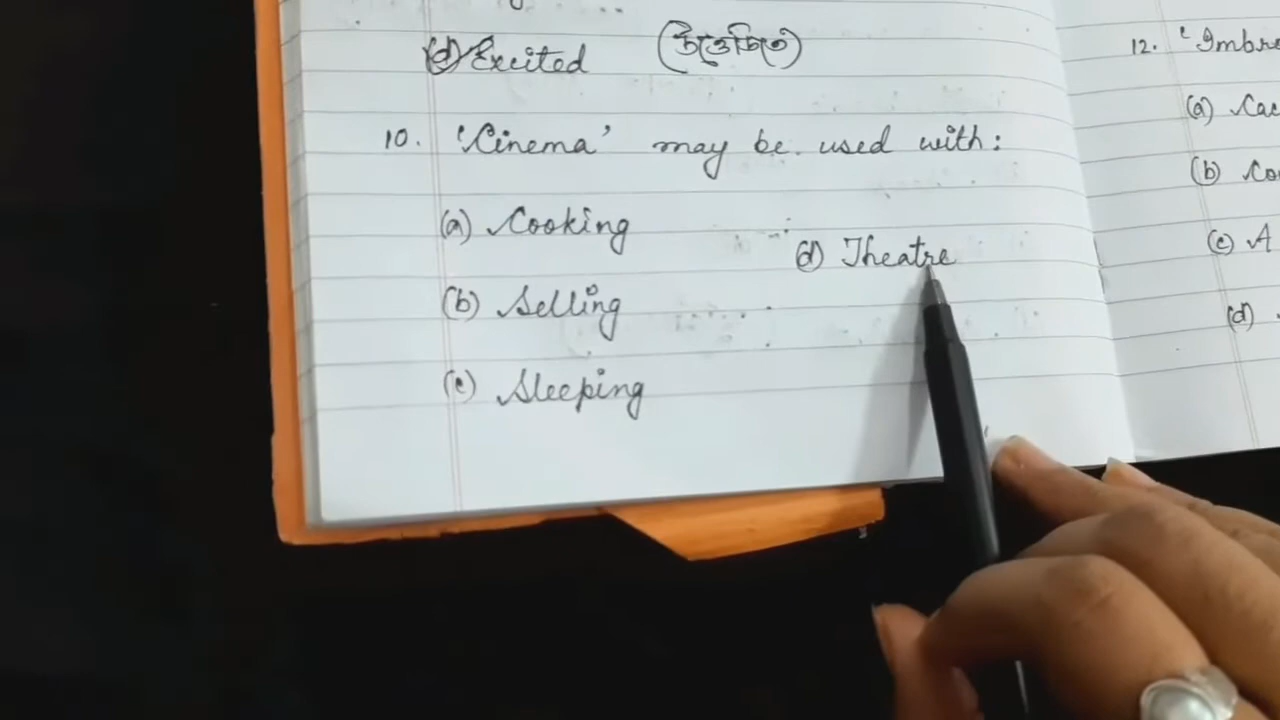 (d) Excited (উত্তেজিত)
10. 'Cinema' may be used with:
(a) Cooking
(b) Selling
(c) Sleeping
(d) Theatre
12. '
(a)
(b)
(c) A
(d)